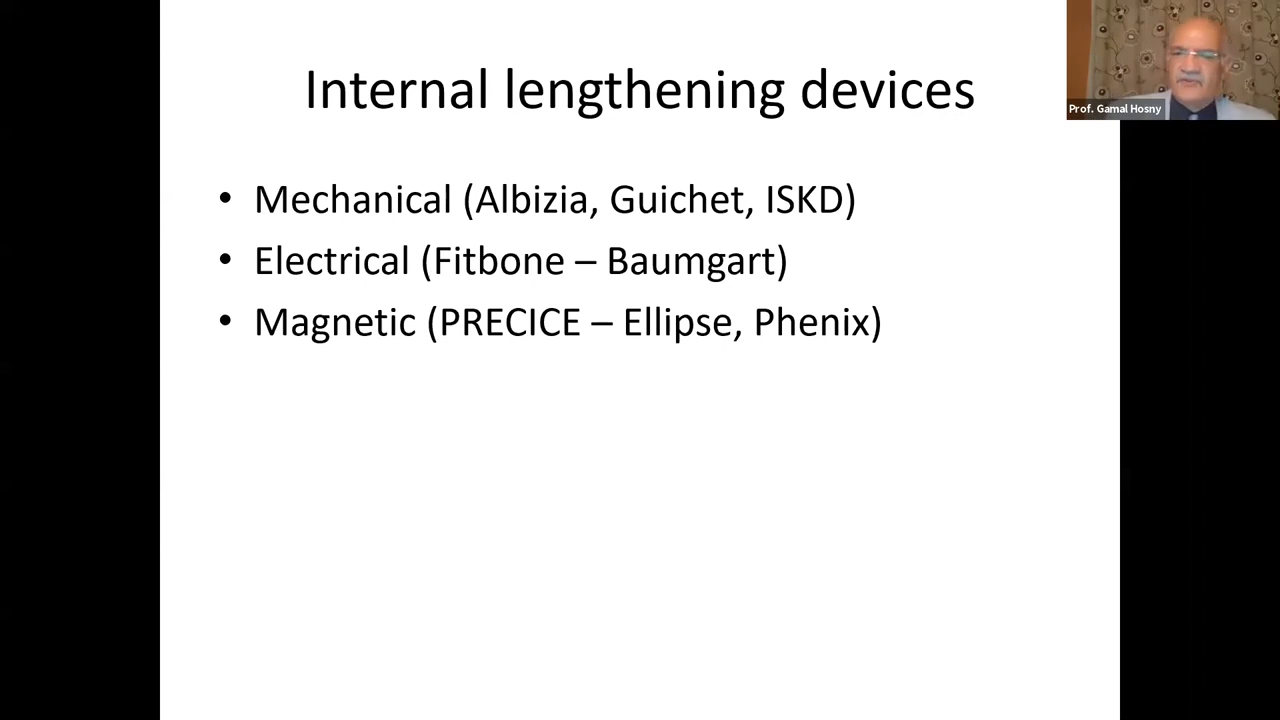 Internal lengthening devices
Prof. Gamal Hosny
• Mechanical (Albizia, Guichet, ISKD)
• Electrical (Fitbone – Baumgart)
• Magnetic (PRECICE – Ellipse, Phenix)